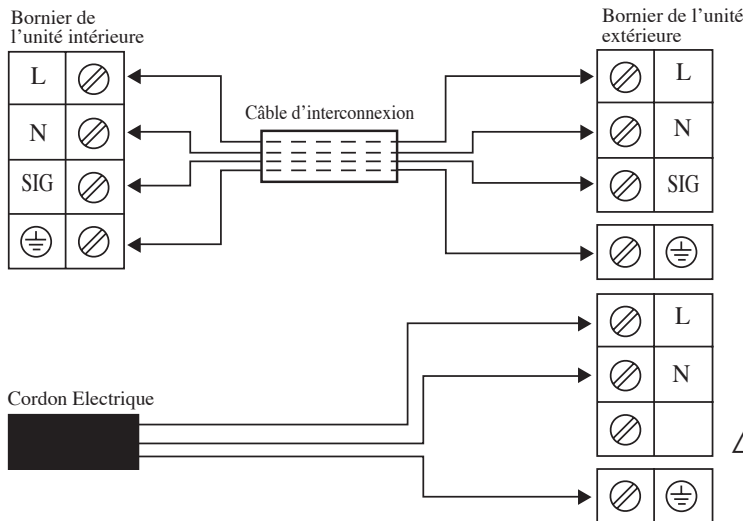 Bornier de
l'unité intérieure
Bornier de l'unité
extérieure
L
N
SIG
Câble d'interconnexion
L
N
SIG
L
N
Cordon Electrique